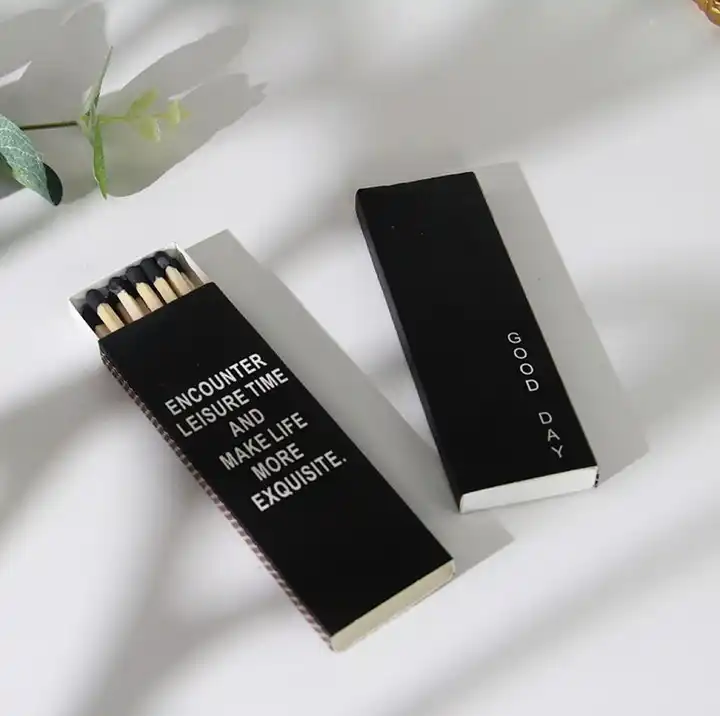 ENCOUNTER
LEISURE TIME
AND
MAKE LIFE
MORE
EXQUISITE.
GOOD DAY